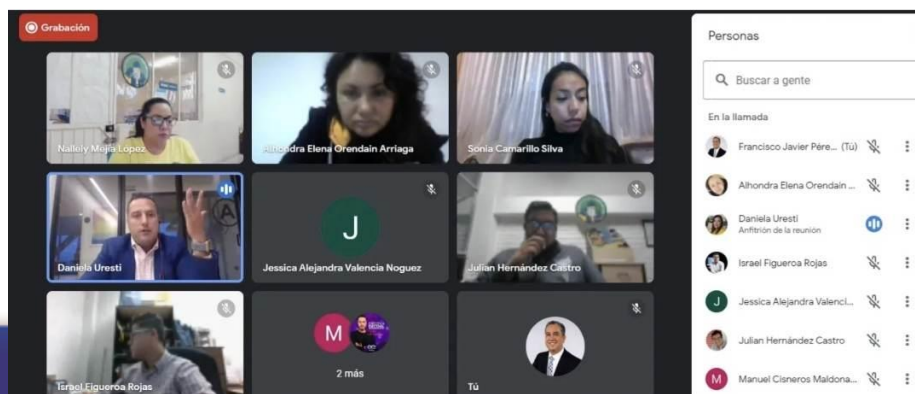 Grabación
Nallely Mejía López
Alhondra Elena Orendain Arriaga
Sonia Camarillo Silva
Daniela Uresti
J
Jessica Alejandra Valencia Noguez
Julian Hernández Castro
Israel Figueroa Rojas
M
2 más
Tú
Personas
Buscar a gente
En la llamada
Francisco Javier Pére... (Tú)
Alhondra Elena Orendain ...
Daniela Uresti
Anfitrión de la reunión
Israel Figueroa Rojas
J
Jessica Alejandra Valenci...
Julian Hernández Castro
M
Manuel Cisneros Maldona...